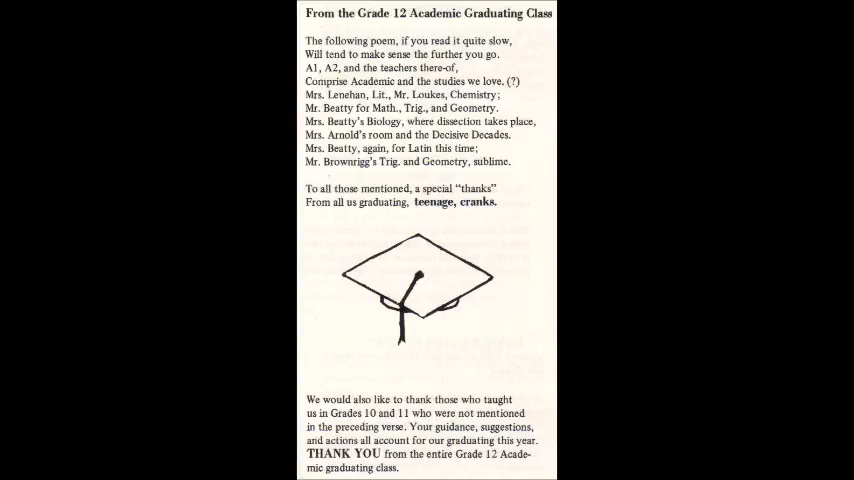 From the Grade 12 Academic Graduating Class
The following poem, if you read it quite slow,
Will tend to make sense the further you go.
A1, A2, and the teachers there-of,
Comprise Academic and the studies we love. (?)
Mrs. Lenehan, Lit., Mr. Loukes, Chemistry;
Mr. Beatty for Math., Trig., and Geometry.
Mrs. Beatty's Biology, where dissection takes place,
Mrs. Arnold's room and the Decisive Decades.
Mrs. Beatty, again, for Latin this time;
Mr. Brownrigg's Trig. and Geometry, sublime.
To all those mentioned, a special "thanks"
From all us graduating, teenage, cranks.
We would also like to thank those who taught
us in Grades 10 and 11 who were not mentioned
in the preceding verse. Your guidance, suggestions,
and actions all account for our graduating this year.
THANK YOU from the entire Grade 12 Acade-
mic graduating class.